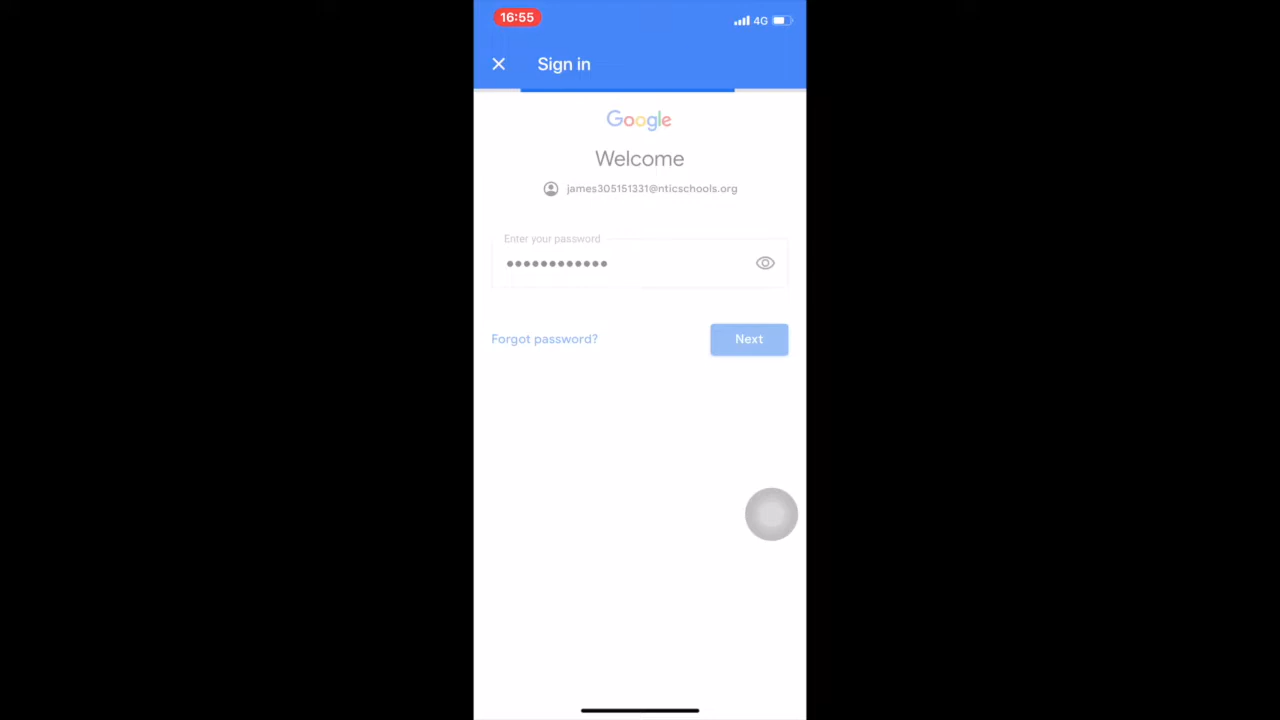 16:55
4G
Sign in
Google
Welcome
james305151331@nticschools.org
Enter your password
••••••••••••
Forgot password?
Next